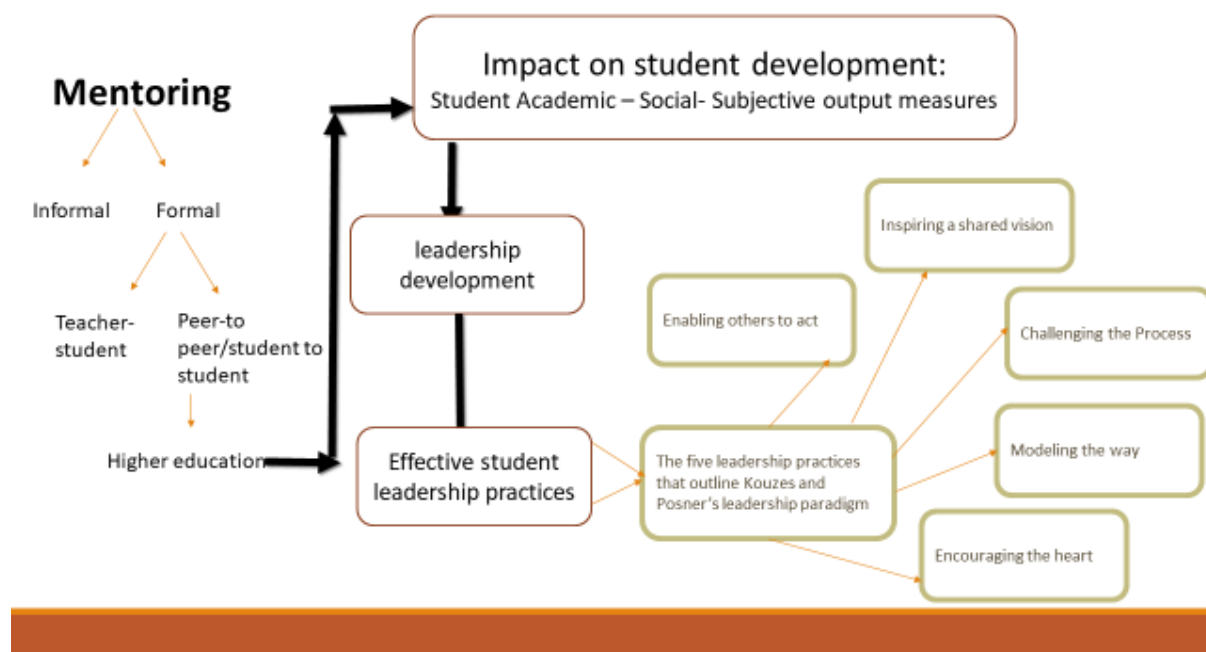 Mentoring
Informal
Formal
Teacher-
student
Peer-to
peer/student to
student
Higher education
Impact on student development:
Student Academic – Social- Subjective output measures
leadership
development
Effective student
leadership practices
The five leadership practices
that outline Kouzes and
Posner's leadership paradigm
Enabling others to act
Inspiring a shared vision
Challenging the Process
Modeling the way
Encouraging the heart